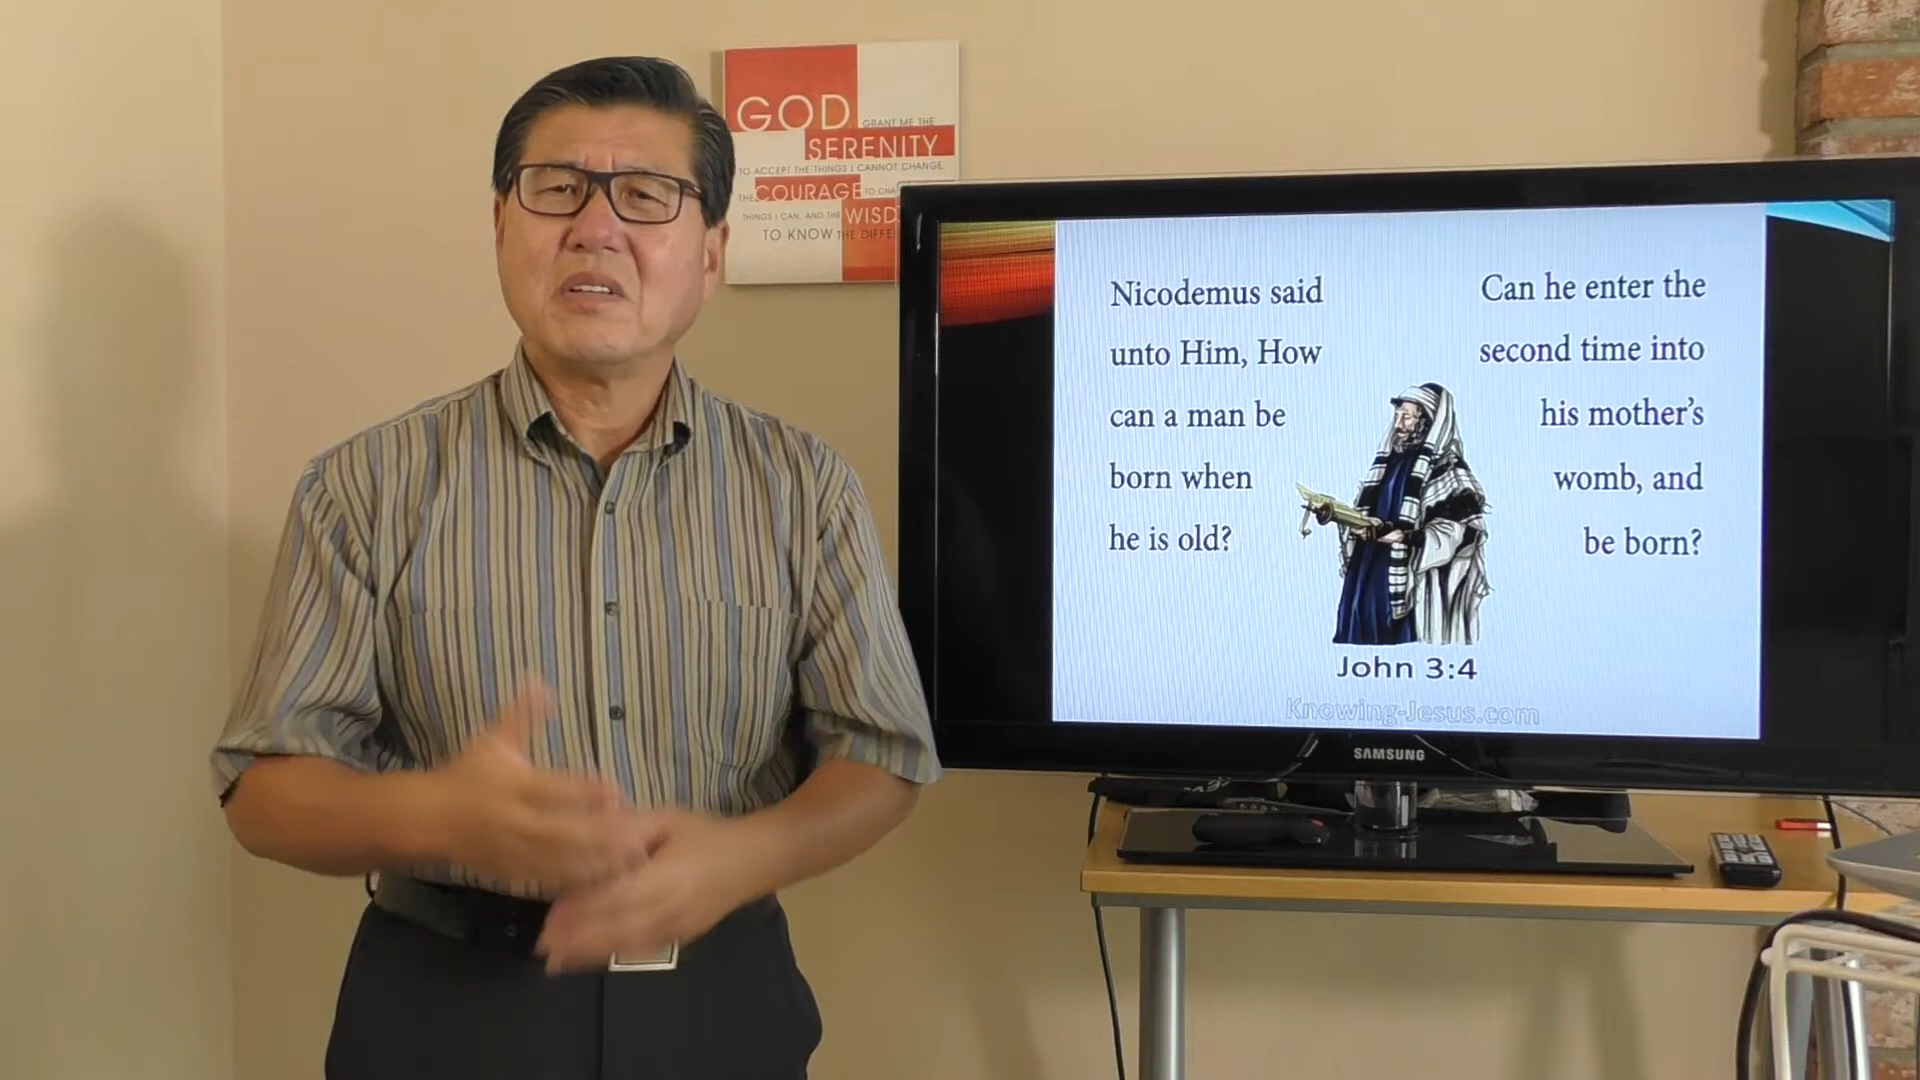 GOD
GRANT ME THE
SERENITY
TO ACCEPT THE THINGS I CANNOT CHANGE,
THE COURAGE TO
THINGS I CAN, AND THE
TO KNOW THE
Nicodemus said
unto Him, How
can a man be
born when
he is old?
Can he enter the
second time into
his mother's
womb, and
be born?
John 3:4
Knowing-Jesus.com
SAMSUNG